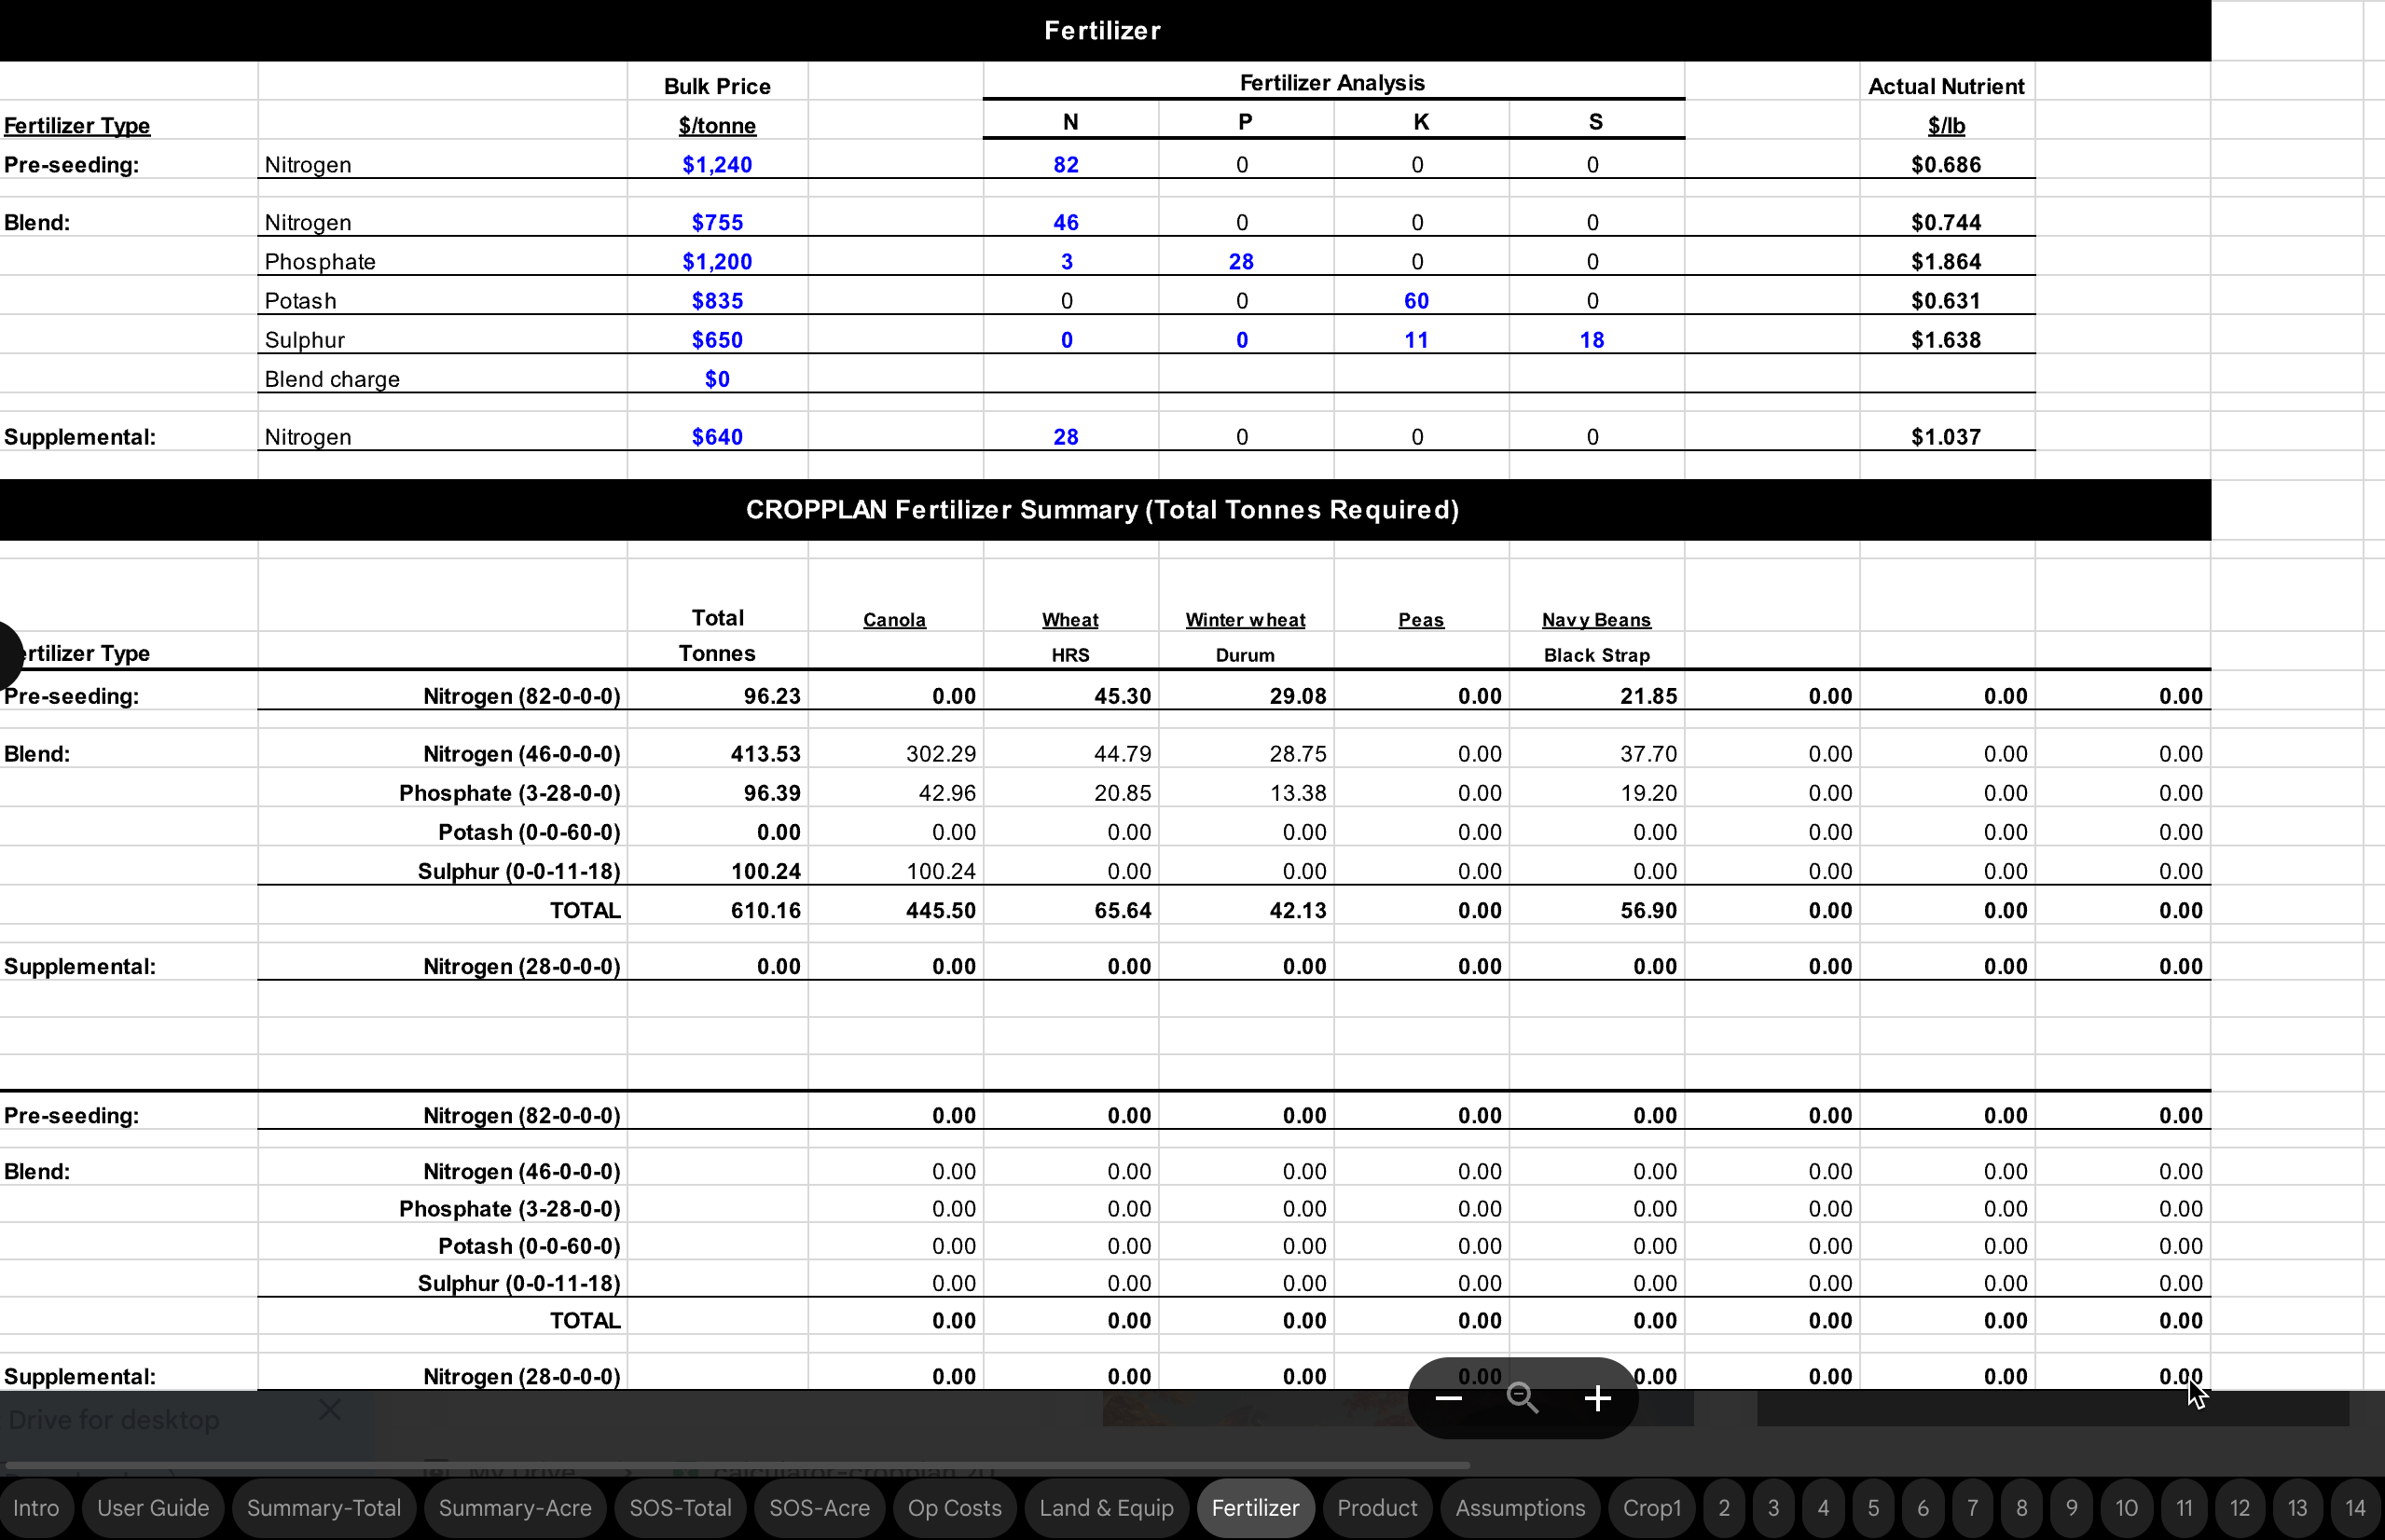 Fertilizer
Bulk Price Fertilizer Analysis Actual Nutrient
Fertilizer Type $/tonne N P K S $/lb
Pre-seeding: Nitrogen $1,240 82 0 0 0 $0.686
Blend: Nitrogen $755 46 0 0 0 $0.744
Phosphate $1,200 3 28 0 0 $1.864
Potash $835 0 0 60 0 $0.631
Sulphur $650 0 0 11 18 $1.638
Blend charge $0
Supplemental: Nitrogen $640 28 0 0 0 $1.037
CROPPLAN Fertilizer Summary (Total Tonnes Required)
Total Canola Wheat Winter wheat Peas Navy Beans
ertilizer Type Tonnes HRS Durum Black Strap
Pre-seeding: Nitrogen (82-0-0-0) 96.23 0.00 45.30 29.08 0.00 21.85 0.00 0.00 0.00
Blend: Nitrogen (46-0-0-0) 413.53 302.29 44.79 28.75 0.00 37.70 0.00 0.00 0.00
Phosphate (3-28-0-0) 96.39 42.96 20.85 13.38 0.00 19.20 0.00 0.00 0.00
Potash (0-0-60-0) 0.00 0.00 0.00 0.00 0.00 0.00 0.00 0.00 0.00
Sulphur (0-0-11-18) 100.24 100.24 0.00 0.00 0.00 0.00 0.00 0.00 0.00
TOTAL 610.16 445.50 65.64 42.13 0.00 56.90 0.00 0.00 0.00
Supplemental: Nitrogen (28-0-0-0) 0.00 0.00 0.00 0.00 0.00 0.00 0.00 0.00 0.00
Pre-seeding: Nitrogen (82-0-0-0) 0.00 0.00 0.00 0.00 0.00 0.00 0.00 0.00
Blend: Nitrogen (46-0-0-0) 0.00 0.00 0.00 0.00 0.00 0.00 0.00 0.00
Phosphate (3-28-0-0) 0.00 0.00 0.00 0.00 0.00 0.00 0.00 0.00
Potash (0-0-60-0) 0.00 0.00 0.00 0.00 0.00 0.00 0.00 0.00
Sulphur (0-0-11-18) 0.00 0.00 0.00 0.00 0.00 0.00 0.00 0.00
TOTAL 0.00 0.00 0.00 0.00 0.00 0.00 0.00 0.00
Supplemental: Nitrogen (28-0-0-0) 0.00 0.00 0.00 0.00 0.00 0.00 0.00 0.00
Drive for desktop
My Drive
Intro User Guide Summary-Total Summary-Acre SOS-Total SOS-Acre Op Costs Land & Equip Fertilizer Product Assumptions Crop1 2 3 4 5 6 7 8 9 10 11 12 13 14